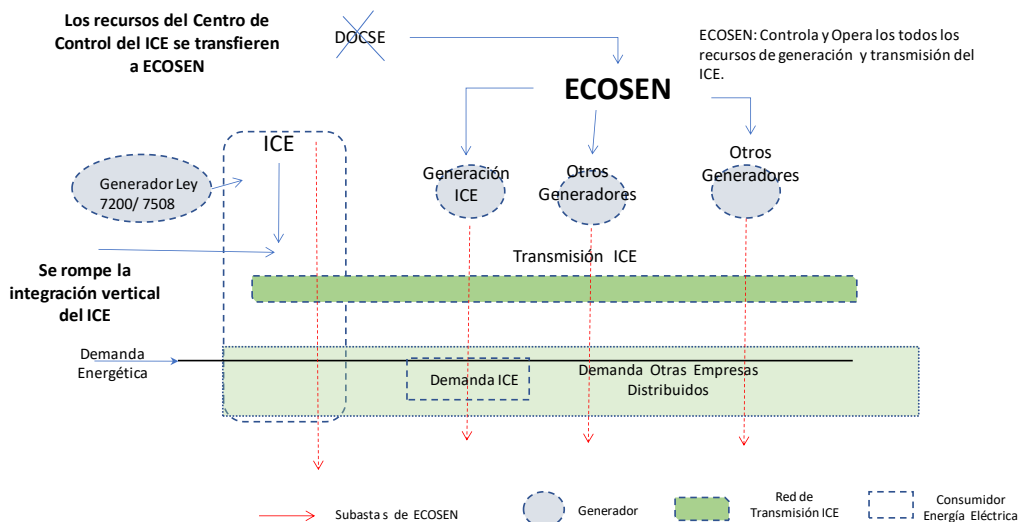 Los recursos del Centro de
Control del ICE se transfieren
a ECOSEN
DOCSE
ECOSEN: Controla y Opera los todos los
recursos de generación y transmisión del
ICE.
ECOSEN
ICE
Generador Ley
7200/ 7508
Generación
ICE
Otros
Generadores
Otros
Generadores
Transmisión ICE
Se rompe la
integración vertical
del ICE
Demanda
Energética
Demanda ICE
Demanda Otras Empresas
Distribuidos
Subasta s de ECOSEN
Generador
Red de
Transmisión ICE
Consumidor
Energía Eléctrica